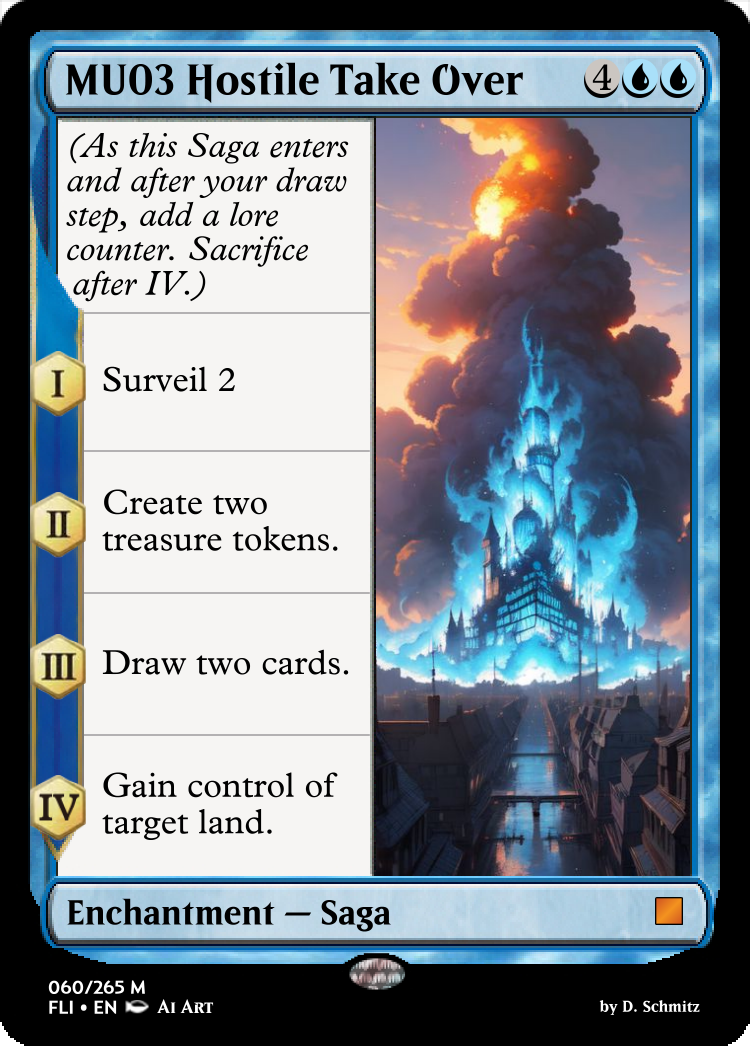 MU03 Hostile Take Over 4
(As this Saga enters
and after your draw
step, add a lore
counter. Sacrifice
after IV.)
I Surveil 2
II Create two
treasure tokens.
III Draw two cards.
IV Gain control of
target land.
Enchantment — Saga
060/265 M
FLI • EN AI ART by D. Schmitz